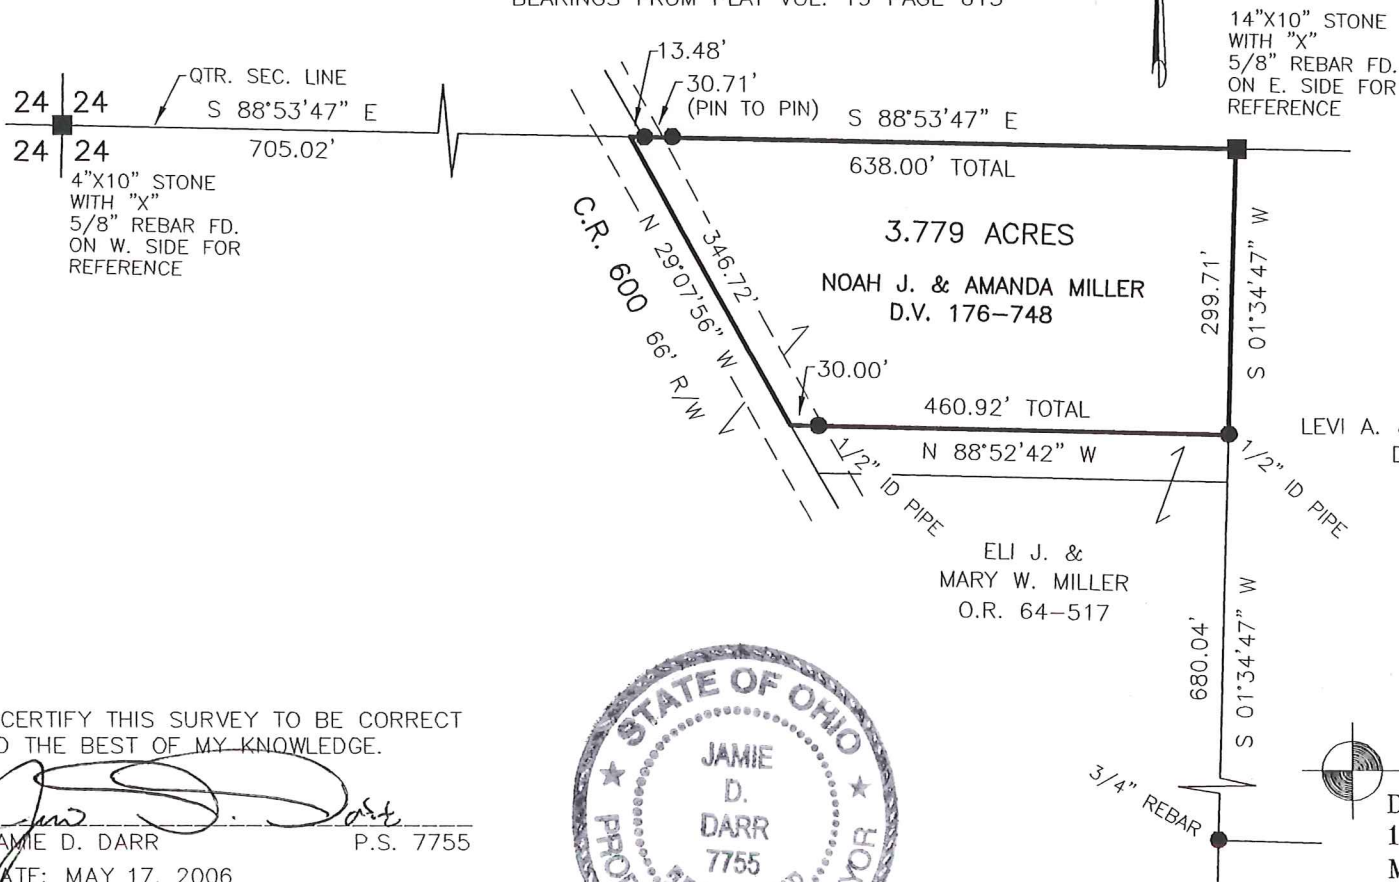 BEARINGS FROM PLAT VOL. 15 PAGE 615
14"X10" STONE
WITH "X"
5/8" REBAR FD.
ON E. SIDE FOR
REFERENCE
13.48'
30.71'
(PIN TO PIN)
QTR. SEC. LINE
24 24
24 24
S 88°53'47" E
705.02'
4"X10" STONE
WITH "X"
5/8" REBAR FD.
ON W. SIDE FOR
REFERENCE
S 88°53'47" E
638.00' TOTAL
3.779 ACRES
NOAH J. & AMANDA MILLER
D.V. 176-748
C.R. 600 66' R/W
N 29°07'56" W
346.72'
299.71'
S 01°34'47" W
30.00'
460.92' TOTAL
N 88°52'42" W
1/2" ID PIPE
1/2" ID PIPE
LEVI A.
ELI J. &
MARY W. MILLER
O.R. 64-517
680.04'
S 01°34'47" W
3/4" REBAR
CERTIFY THIS SURVEY TO BE CORRECT
THE BEST OF MY KNOWLEDGE.
AMIE D. DARR P.S. 7755
ATE: MAY 17, 2006
STATE OF OHIO
JAMIE
D.
DARR
7755